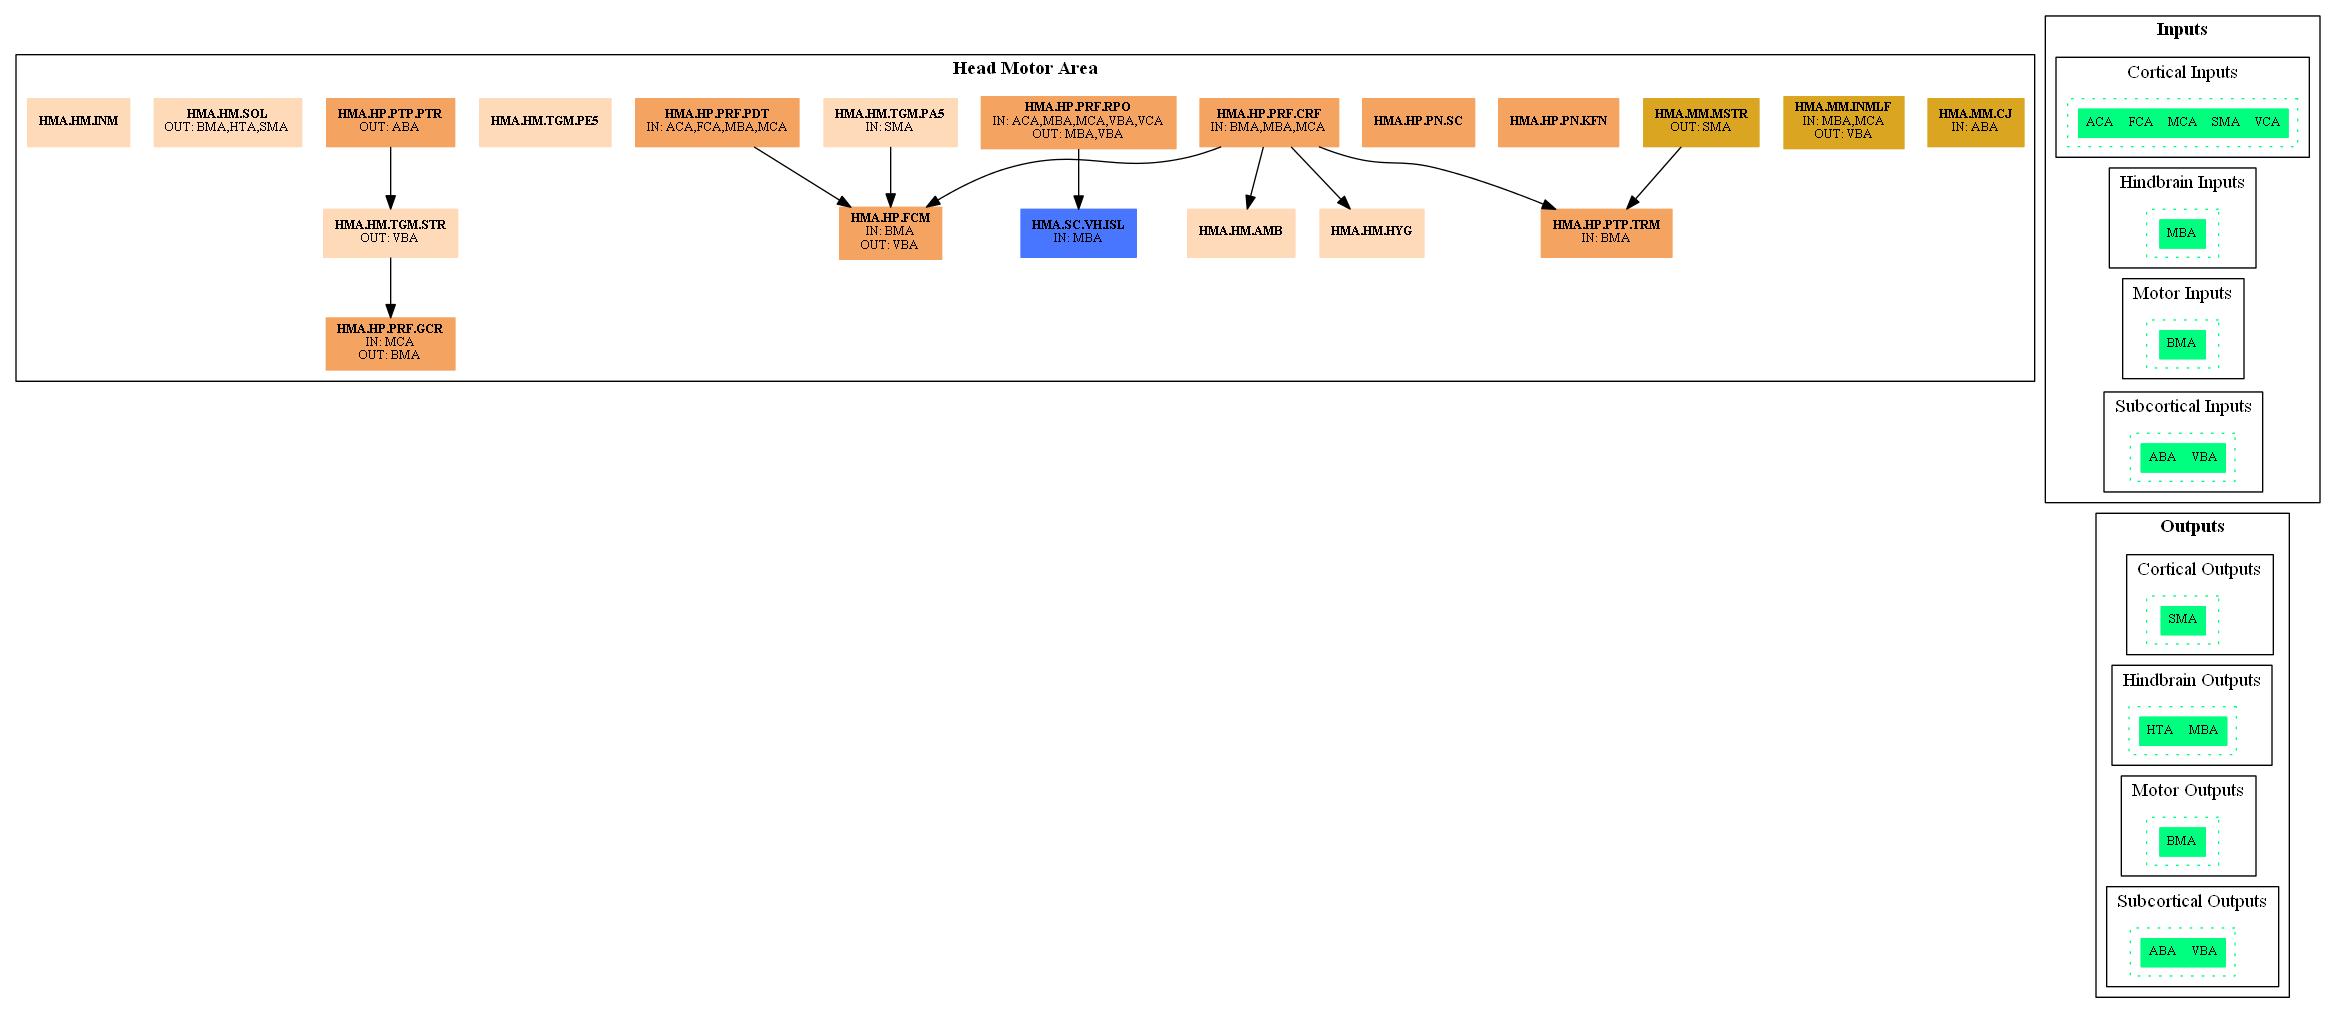 Head Motor Area
HMA.HM.INM
HMA.HM.SOL
OUT: BMA,HTA,SMA
HMA.HP.PTP.PTR
OUT: ABA
HMA.HM.TGM.PE5
HMA.HP.PRF.PDT
IN: ACA,FCA,MBA,MCA
HMA.HM.TGM.PA5
IN: SMA
HMA.HP.PRF.RPO
IN: ACA,MBA,MCA,VBA,VCA
OUT: MBA,VBA
HMA.HP.PRF.CRF
IN: BMA,MBA,MCA
HMA.HP.PN.SC
HMA.HP.PN.KFN
HMA.MM.MSTR
OUT: SMA
HMA.MM.INMLF
IN: MBA,MCA
OUT: VBA
HMA.MM.CJ
IN: ABA
HMA.HM.TGM.STR
OUT: VBA
HMA.HP.FCM
IN: BMA
OUT: VBA
HMA.SC.VH.ISL
IN: MBA
HMA.HM.AMB
HMA.HM.HYG
HMA.HP.PTP.TRM
IN: BMA
HMA.HP.PRF.GCR
IN: MCA
OUT: BMA
Inputs
Cortical Inputs
ACA FCA MCA SMA VCA
Hindbrain Inputs
MBA
Motor Inputs
BMA
Subcortical Inputs
ABA VBA
Outputs
Cortical Outputs
SMA
Hindbrain Outputs
HTA MBA
Motor Outputs
BMA
Subcortical Outputs
ABA VBA